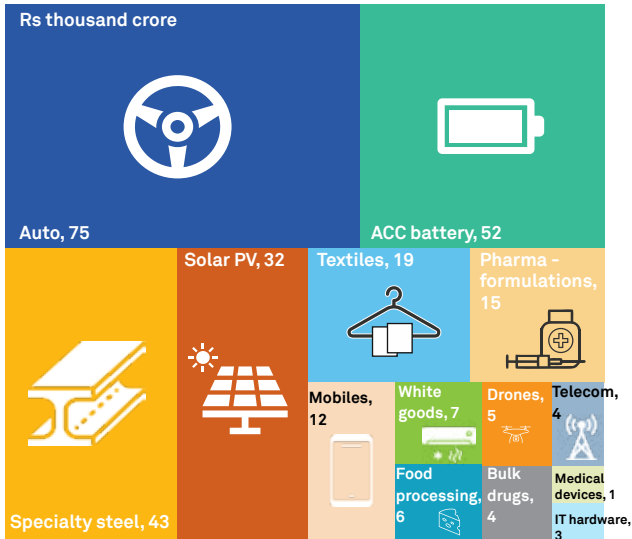 Rs thousand crore
Auto, 75
ACC battery, 52
Specialty steel, 43
Solar PV, 32
Textiles, 19
Pharma -
formulations,
15
Mobiles,
12
White
goods, 7
Drones,
5
Telecom,
4
Food
processing,
6
Bulk
drugs,
4
Medical
devices, 1
IT hardware,
3